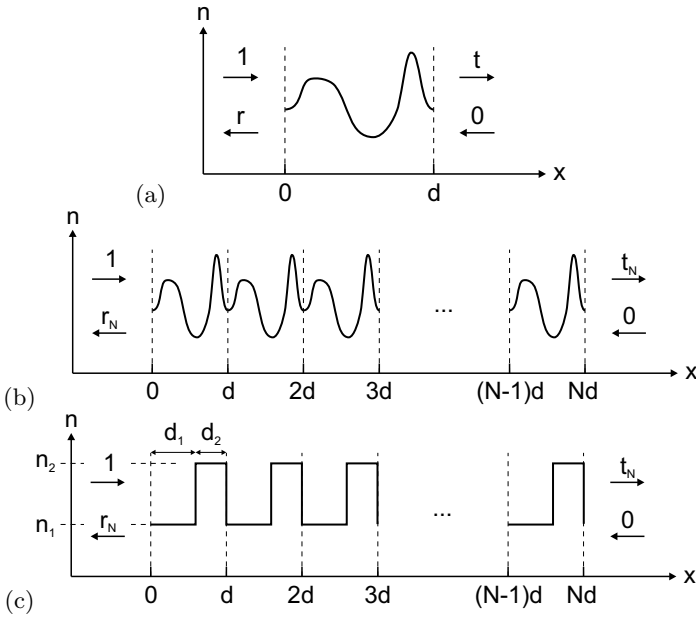 n
1
t
r
0
x
0
d
(a)
n
1
t_N
r_N
0
...
x
0
d
2d
3d
(N-1)d
Nd
(b)
n
d_1
d_2
n_2
1
t_N
n_1
r_N
0
...
x
0
d
2d
3d
(N-1)d
Nd
(c)